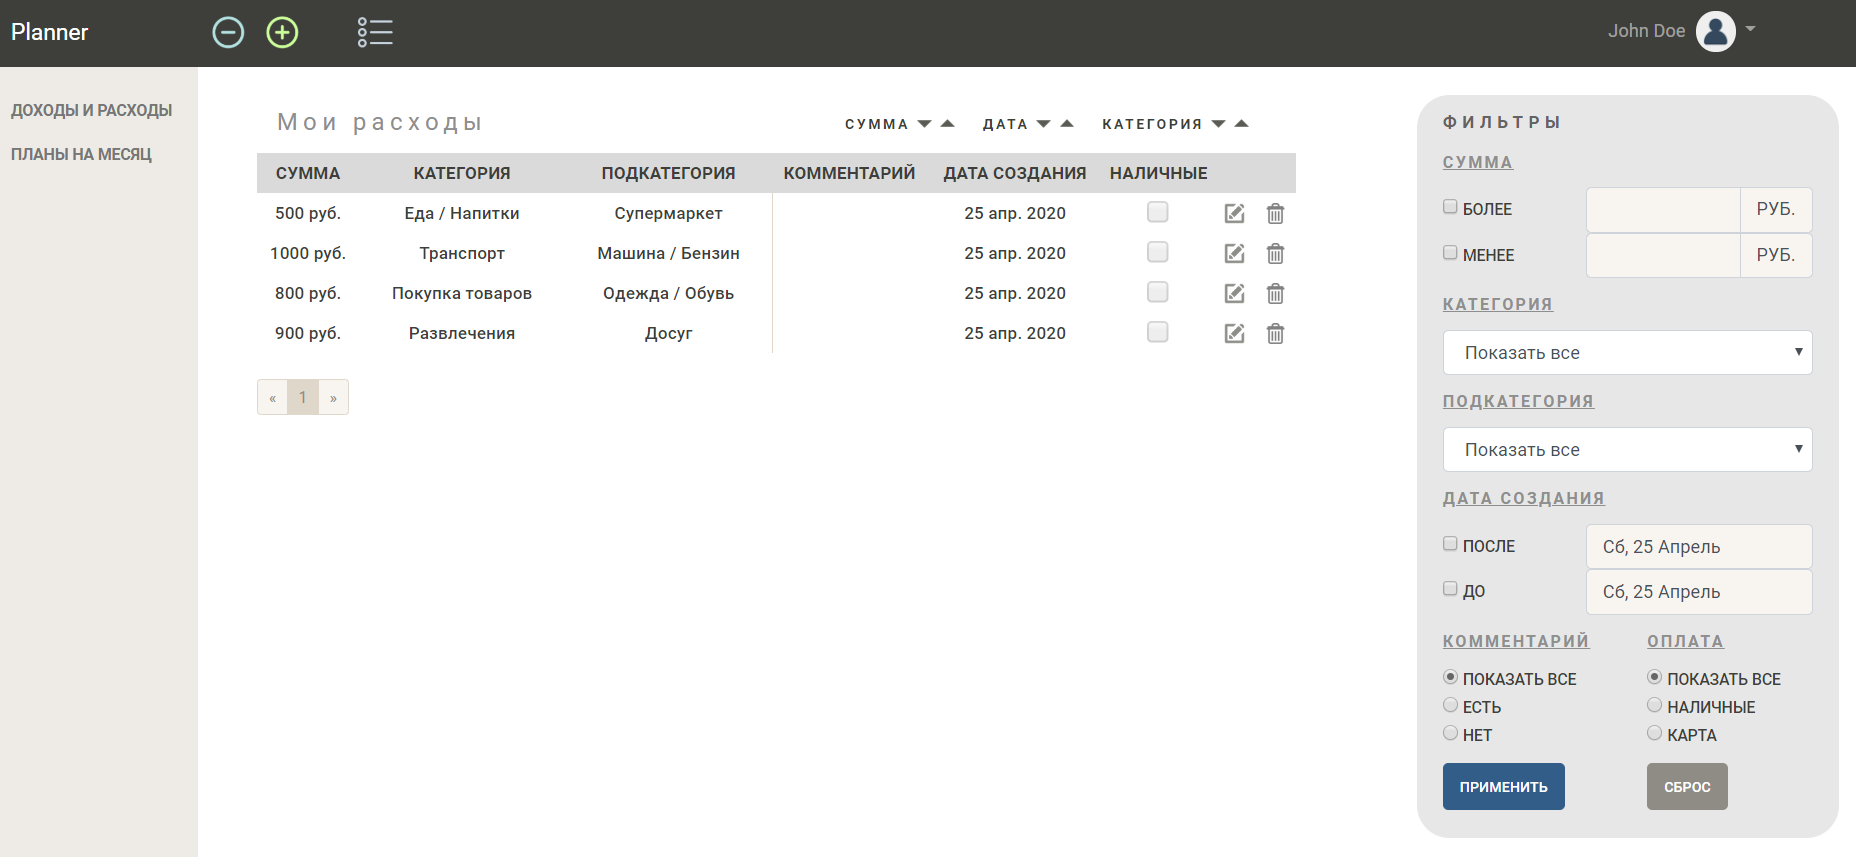 Planner
John Doe
ДОХОДЫ И РАСХОДЫ
ПЛАНЫ НА МЕСЯЦ
Мои расходы
СУММА ДАТА КАТЕГОРИЯ
СУММА КАТЕГОРИЯ ПОДКАТЕГОРИЯ КОММЕНТАРИЙ ДАТА СОЗДАНИЯ НАЛИЧНЫЕ
500 руб. Еда / Напитки Супермаркет 25 апр. 2020
1000 руб. Транспорт Машина / Бензин 25 апр. 2020
800 руб. Покупка товаров Одежда / Обувь 25 апр. 2020
900 руб. Развлечения Досуг 25 апр. 2020
« 1 »
ФИЛЬТРЫ
СУММА
БОЛЕЕ РУБ.
МЕНЕЕ РУБ.
КАТЕГОРИЯ
Показать все
ПОДКАТЕГОРИЯ
Показать все
ДАТА СОЗДАНИЯ
ПОСЛЕ Сб, 25 Апрель
ДО Сб, 25 Апрель
КОММЕНТАРИЙ ОПЛАТА
ПОКАЗАТЬ ВСЕ ПОКАЗАТЬ ВСЕ
ЕСТЬ НАЛИЧНЫЕ
НЕТ КАРТА
ПРИМЕНИТЬ СБРОС